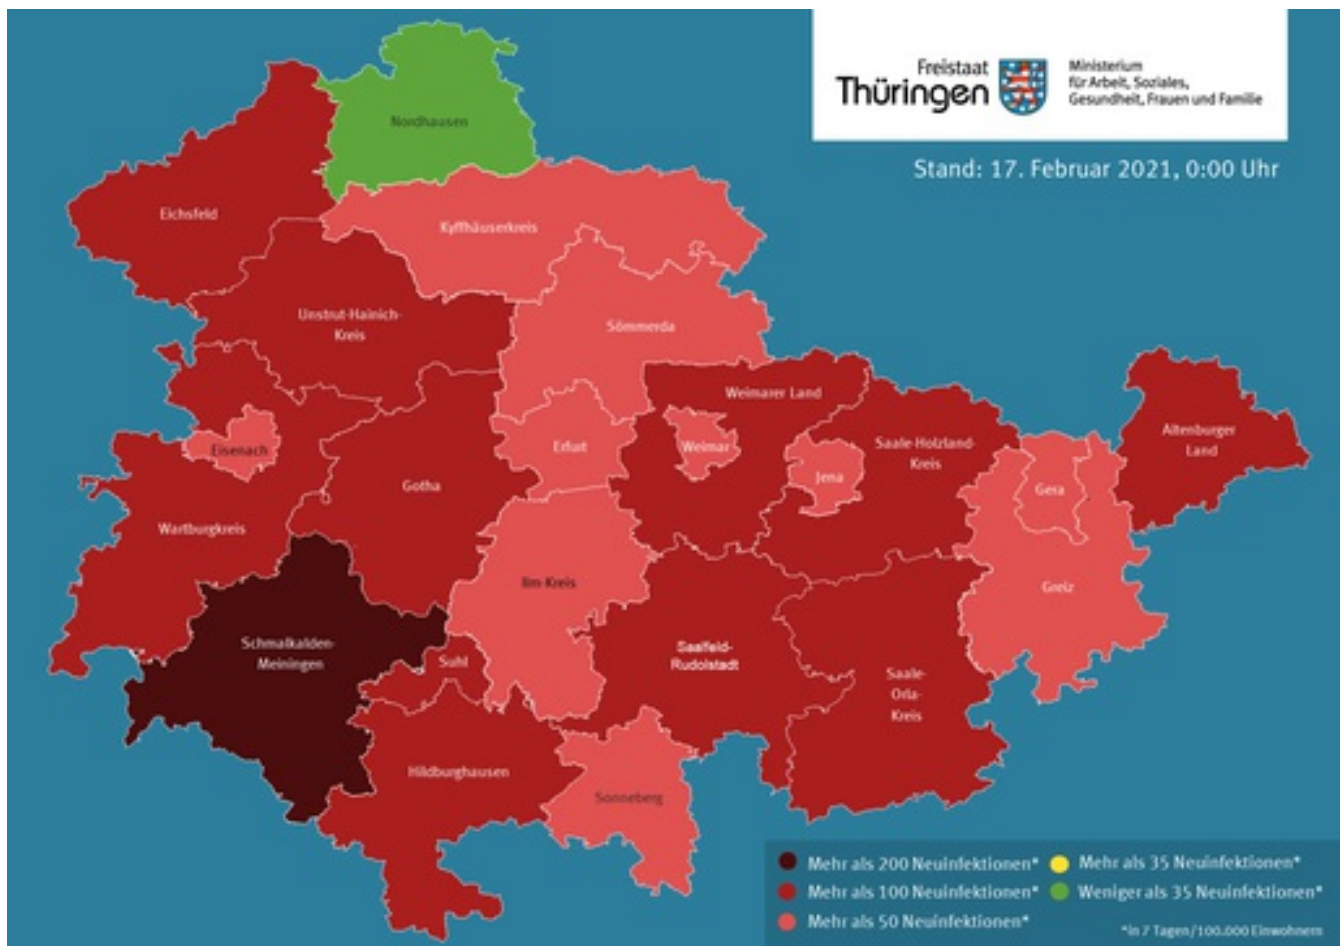 Freistaat
Thüringen
Ministerium
für Arbeit, Soziales,
Gesundheit, Frauen und Familie
Stand: 17. Februar 2021, 0:00 Uhr
Nordhausen
Eichsfeld
Kyffhäuserkreis
Unstrut-Hainich-
Kreis
Sömmerda
Weimarer Land
Eisenach
Erfurt
Weimar
Jena
Saale-Holzland-
Kreis
Altenburger
Land
Gotha
Gera
Wartburgkreis
Ilm-Kreis
Greiz
Schmalkalden-
Meiningen
Suhl
Saalfeld-
Rudolstadt
Saale-
Orla-
Kreis
Hildburghausen
Sonneberg
Mehr als 200 Neuinfektionen*
Mehr als 100 Neuinfektionen*
Mehr als 50 Neuinfektionen*
Mehr als 35 Neuinfektionen*
Weniger als 35 Neuinfektionen*
*in 7 Tagen/100.000 Einwohnern